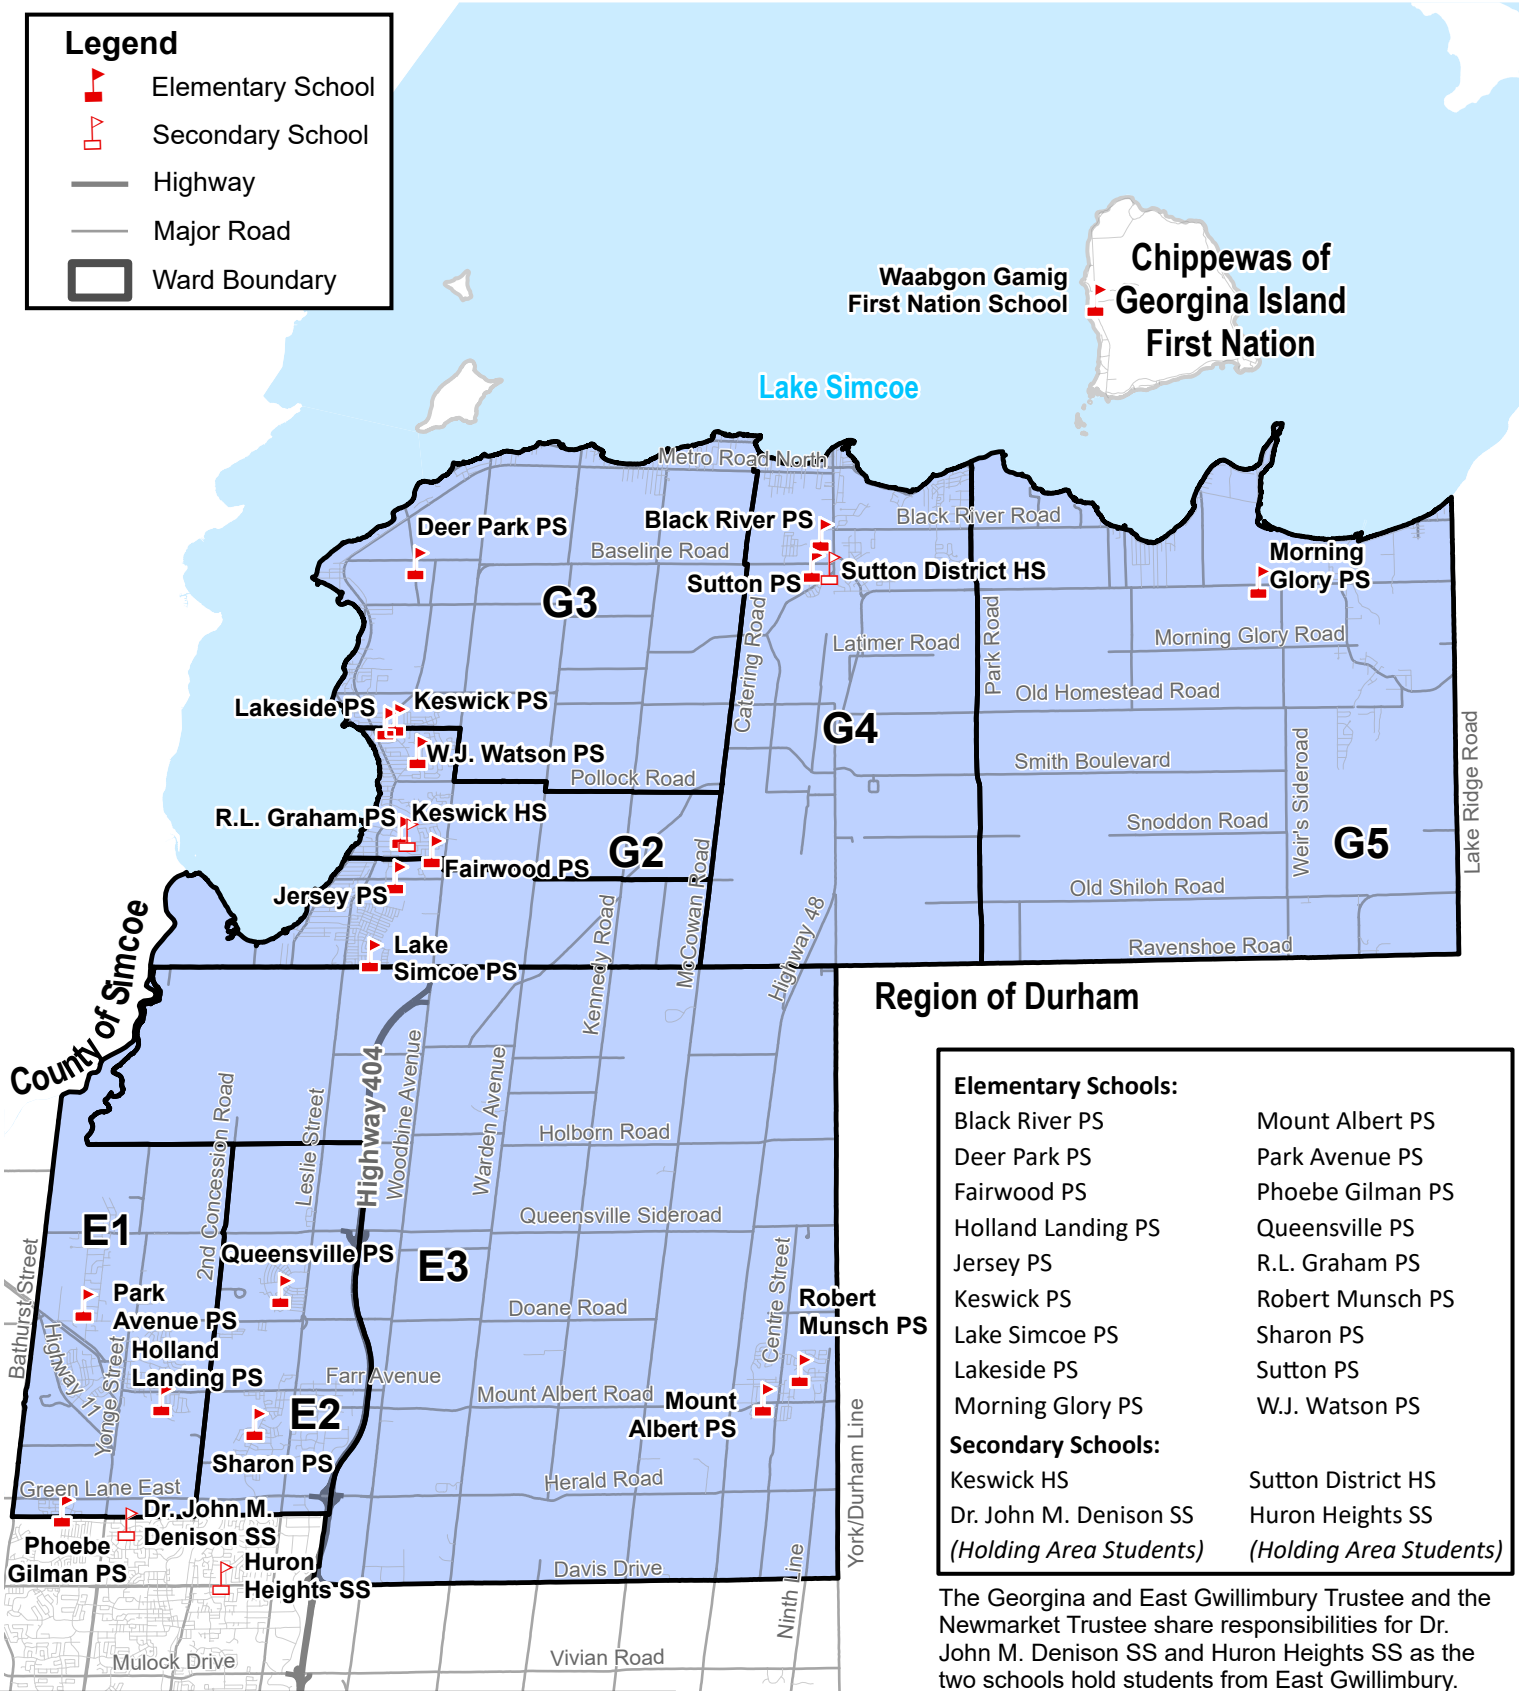 Legend
Elementary School
Secondary School
Highway
Major Road
Ward Boundary
Waabgon Gamig
First Nation School
Chippewas of
Georgina Island
First Nation
Lake Simcoe
Metro Road North
Deer Park PS
Black River PS
Black River Road
Baseline Road
Sutton PS
Sutton District HS
Morning
Glory PS
G3
Catering Road
Latimer Road
Park Road
Morning Glory Road
Old Homestead Road
Lakeside PS
Keswick PS
G4
W.J. Watson PS
Pollock Road
Smith Boulevard
Weir's Sideroad
Lake Ridge Road
R.L. Graham PS
Keswick HS
Snoddon Road
G2
G5
Fairwood PS
Jersey PS
McCowan Road
Old Shiloh Road
Kennedy Road
Highway 48
Lake
Simcoe PS
Ravenshoe Road
County of Simcoe
Region of Durham
2nd Concession Road
Leslie Street
Highway 404
Woodbine Avenue
Warden Avenue
Holborn Road
E1
Queensville Sideroad
Queensville PS
E3
Bathurst Street
Park
Avenue PS
Doane Road
Centre Street
Robert
Munsch PS
Highway 11
Yonge Street
Holland
Landing PS
Farr Avenue
Mount Albert Road
Mount
Albert PS
E2
Sharon PS
York/Durham Line
Green Lane East
Herald Road
Dr. John M.
Denison SS
Phoebe
Gilman PS
Huron
Heights SS
Davis Drive
Ninth Line
Mulock Drive
Vivian Road
Elementary Schools:
Black River PS Mount Albert PS
Deer Park PS Park Avenue PS
Fairwood PS Phoebe Gilman PS
Holland Landing PS Queensville PS
Jersey PS R.L. Graham PS
Keswick PS Robert Munsch PS
Lake Simcoe PS Sharon PS
Lakeside PS Sutton PS
Morning Glory PS W.J. Watson PS
Secondary Schools:
Keswick HS Sutton District HS
Dr. John M. Denison SS Huron Heights SS
(Holding Area Students) (Holding Area Students)
The Georgina and East Gwillimbury Trustee and the
Newmarket Trustee share responsibilities for Dr.
John M. Denison SS and Huron Heights SS as the
two schools hold students from East Gwillimbury.